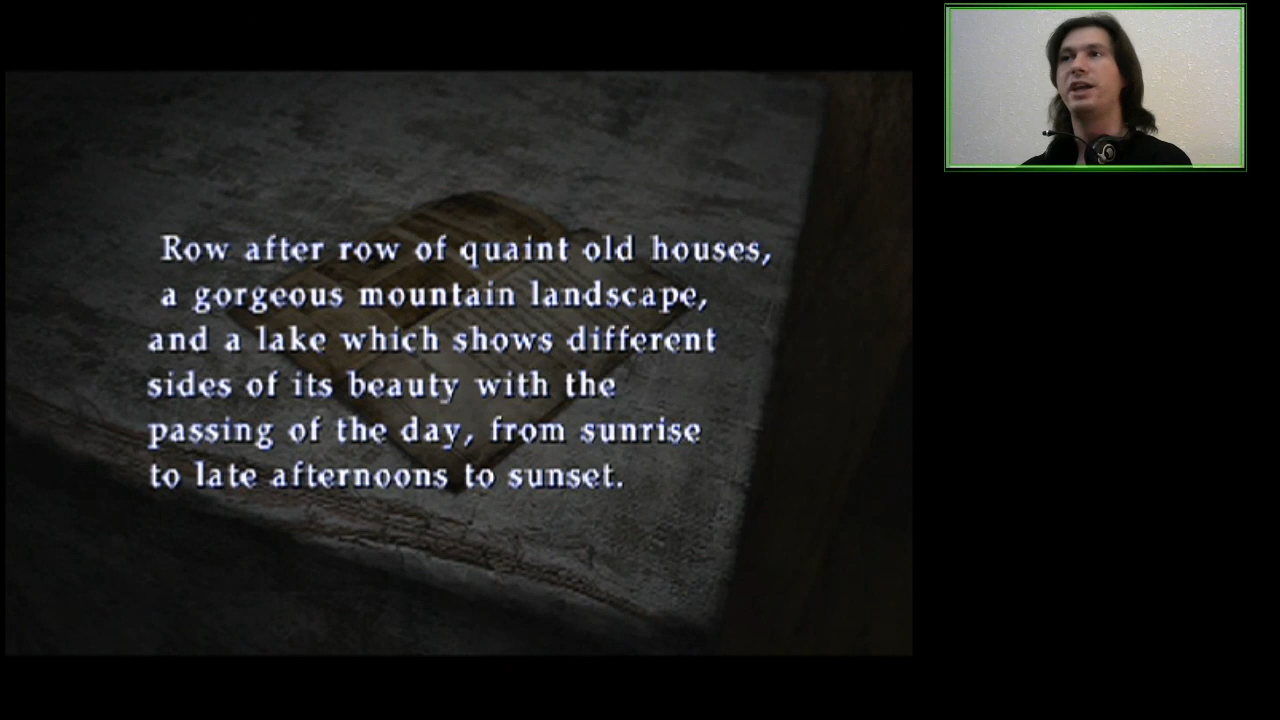 Row after row of quaint old houses,
a gorgeous mountain landscape,
and a lake which shows different
sides of its beauty with the
passing of the day, from sunrise
to late afternoons to sunset.